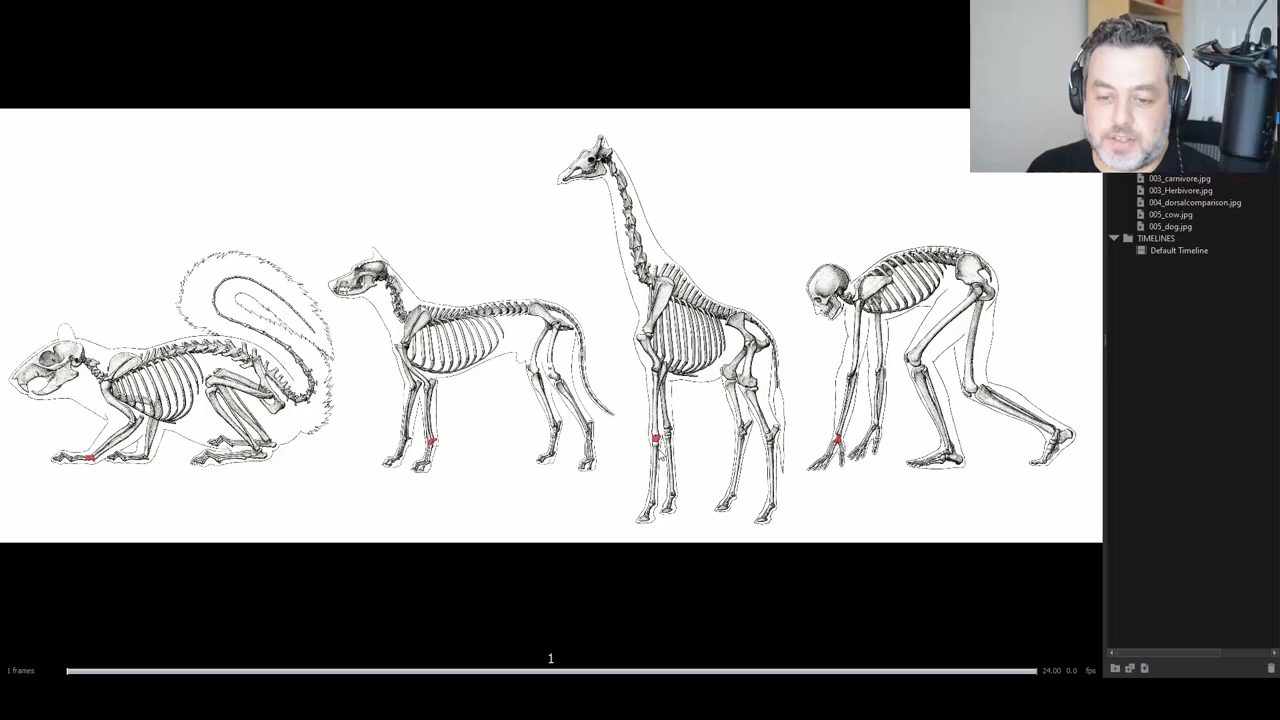 003_carnivore.jpg
003_Herbivore.jpg
004_dorsalcomparison.jpg
005_cow.jpg
005_dog.jpg
TIMELINES
Default Timeline
1
1 frames
24.00 0.0 fps